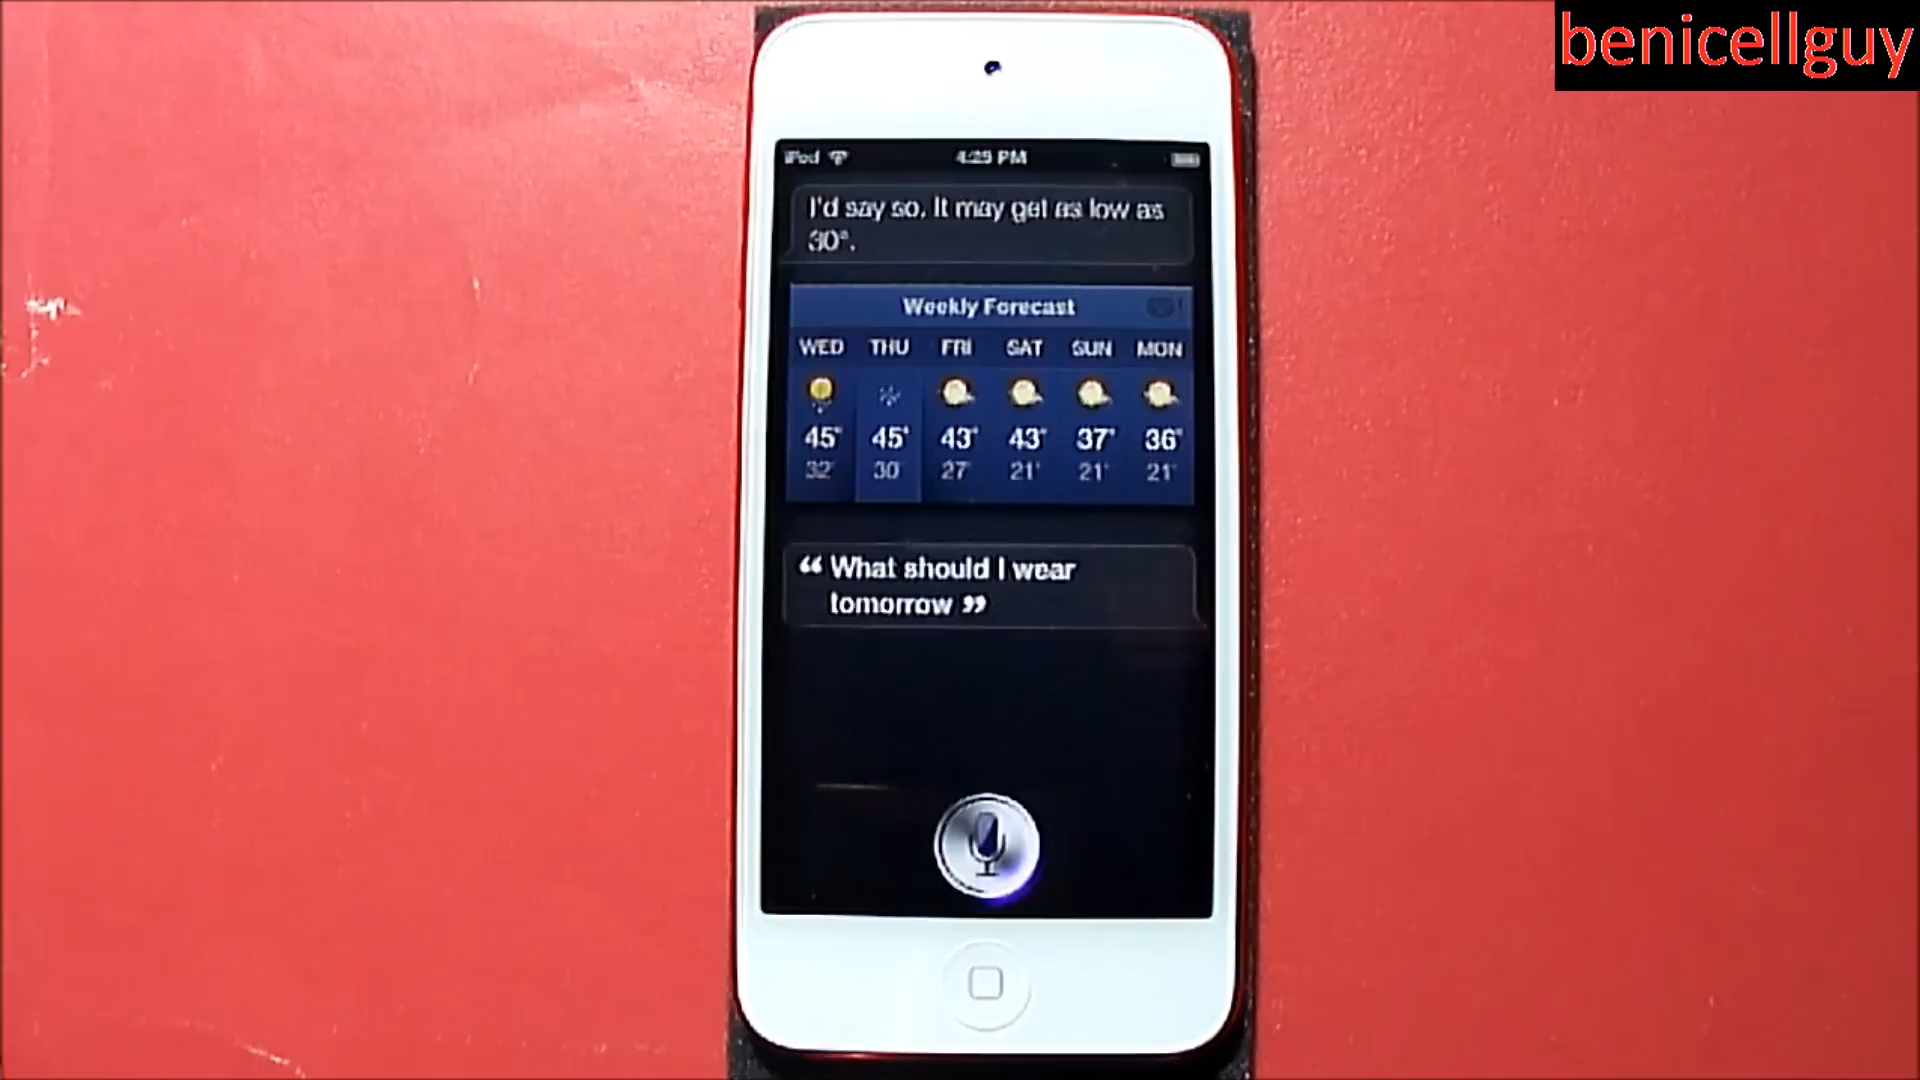 benicellguy
iPod 4:29 PM
I'd say so. It may get as low as
30°.
Weekly Forecast
WED THU FRI SAT SUN MON
45° 45° 43° 43° 37° 36°
32° 30° 27° 21° 21° 21°
“ What should I wear
tomorrow ”